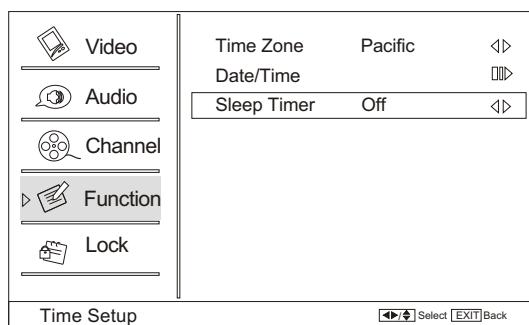 Video
Audio
Channel
Function
Lock
Time Zone Pacific
Date/Time
Sleep Timer Off
Time Setup
Select EXIT Back